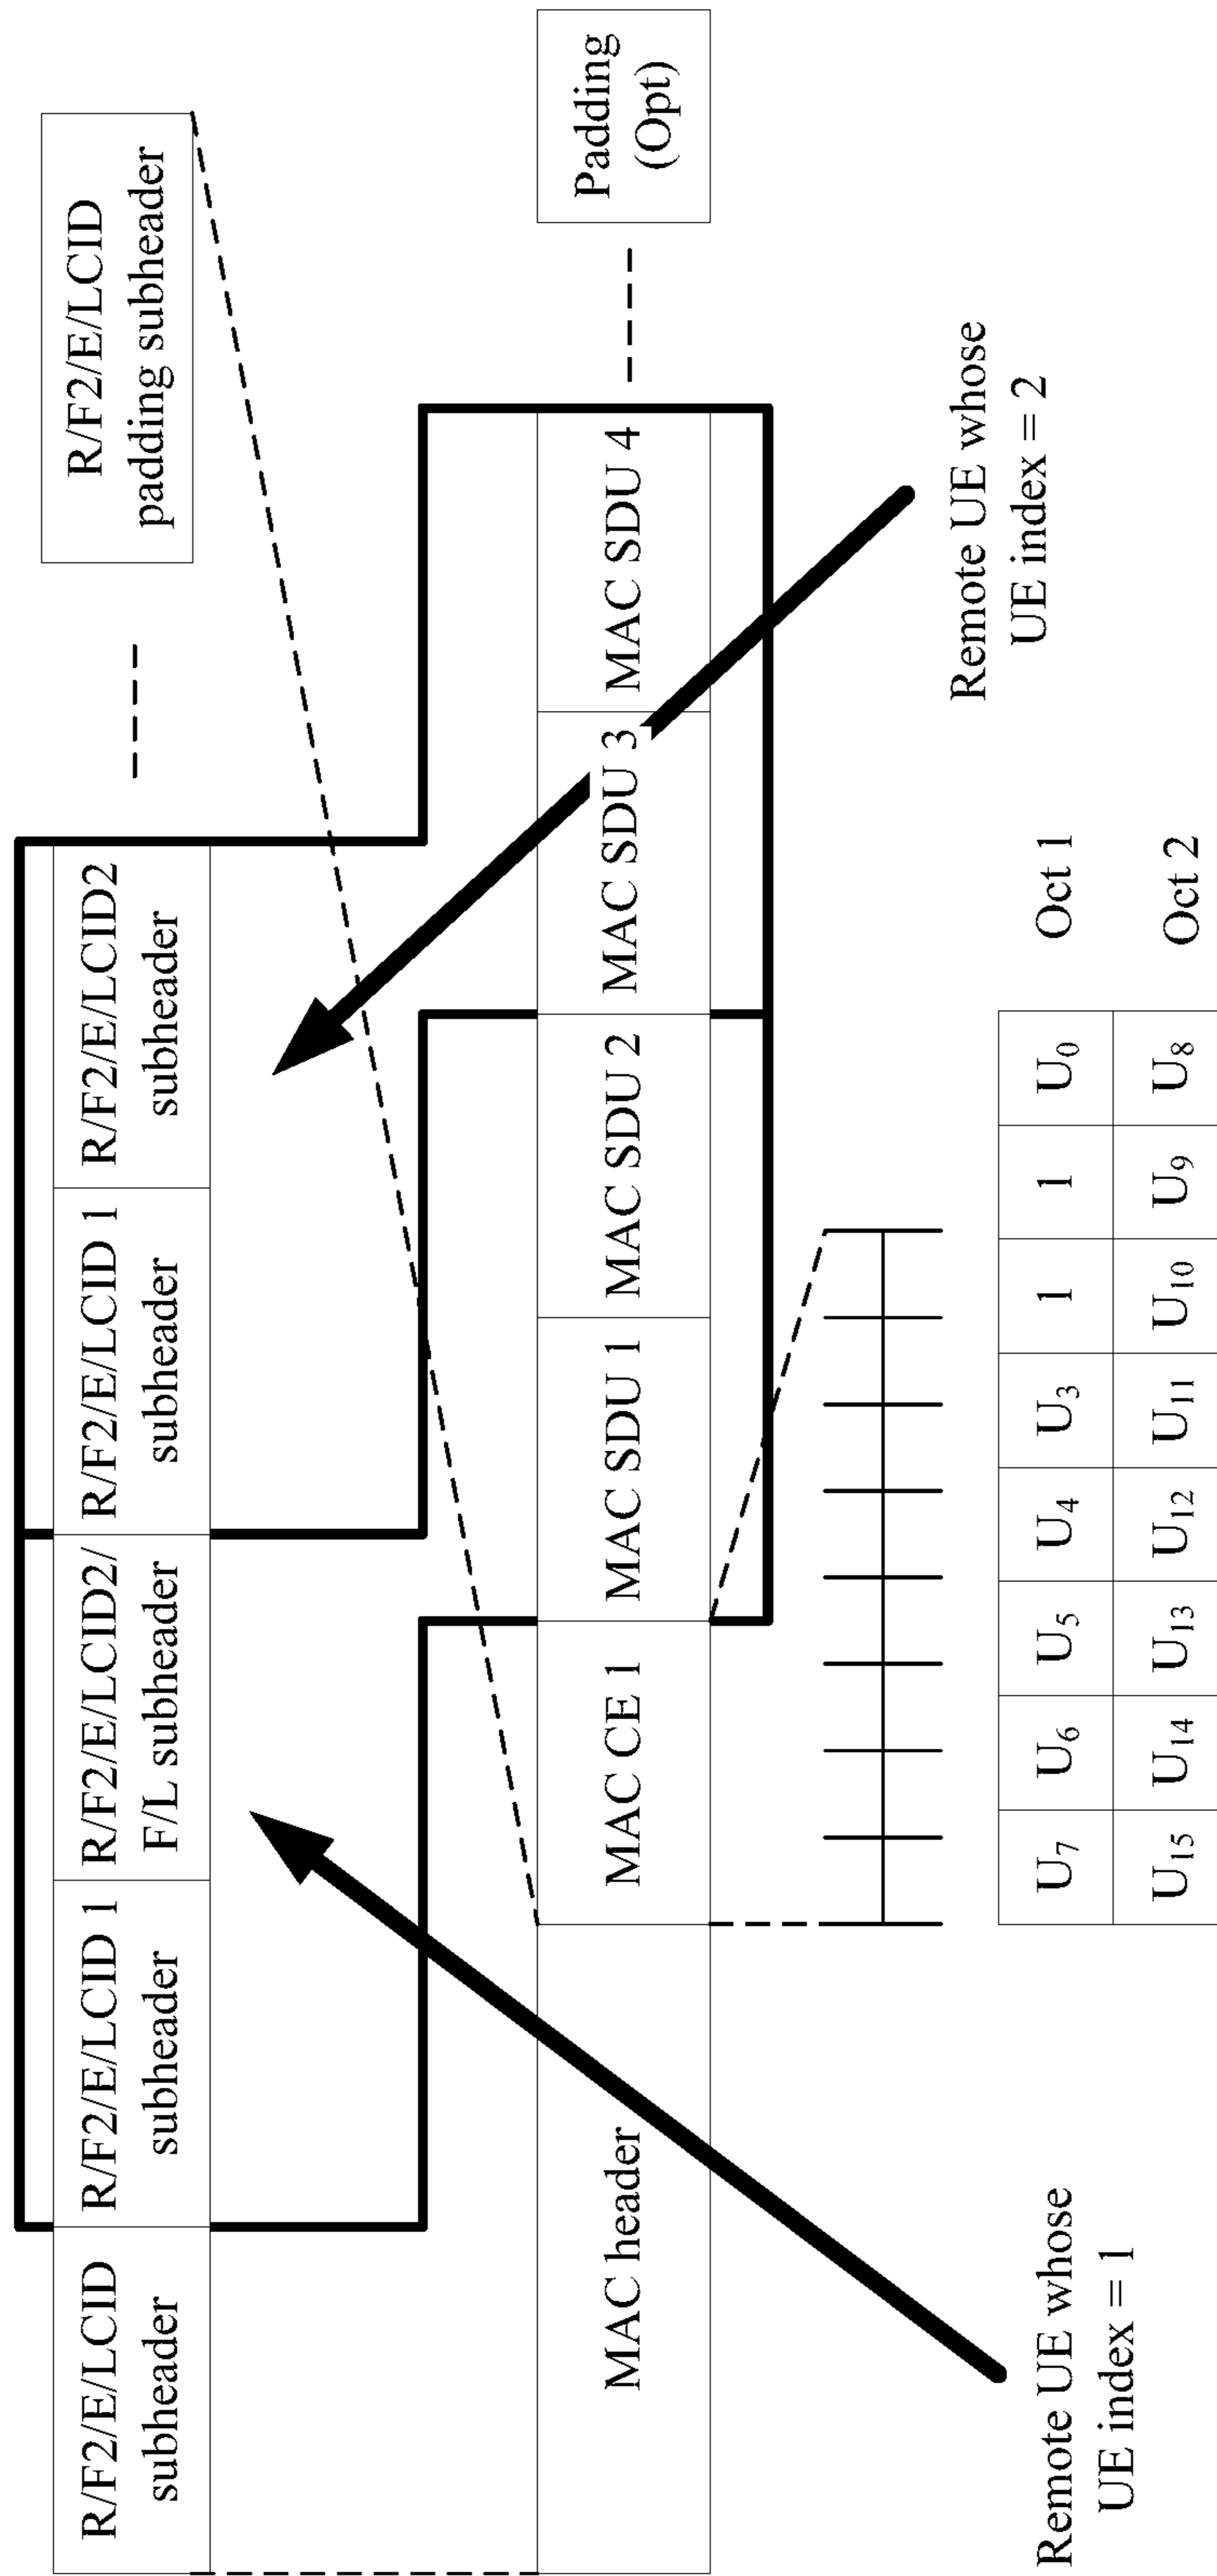 R/F2/E/LCID
subheader
R/F2/E/LCID 1
subheader
R/F2/E/LCID2/
F/L subheader
R/F2/E/LCID 1
subheader
R/F2/E/LCID2
subheader
R/F2/E/LCID
padding subheader
MAC header
MAC CE 1
MAC SDU 1
MAC SDU 2
MAC SDU 3
MAC SDU 4
Padding
(Opt)
Remote UE whose
UE index = 1
Remote UE whose
UE index = 2
U₇ U₆ U₅ U₄ U₃ 1 1 U₀ Oct 1
U₁₅ U₁₄ U₁₃ U₁₂ U₁₁ U₁₀ U₉ U₈ Oct 2